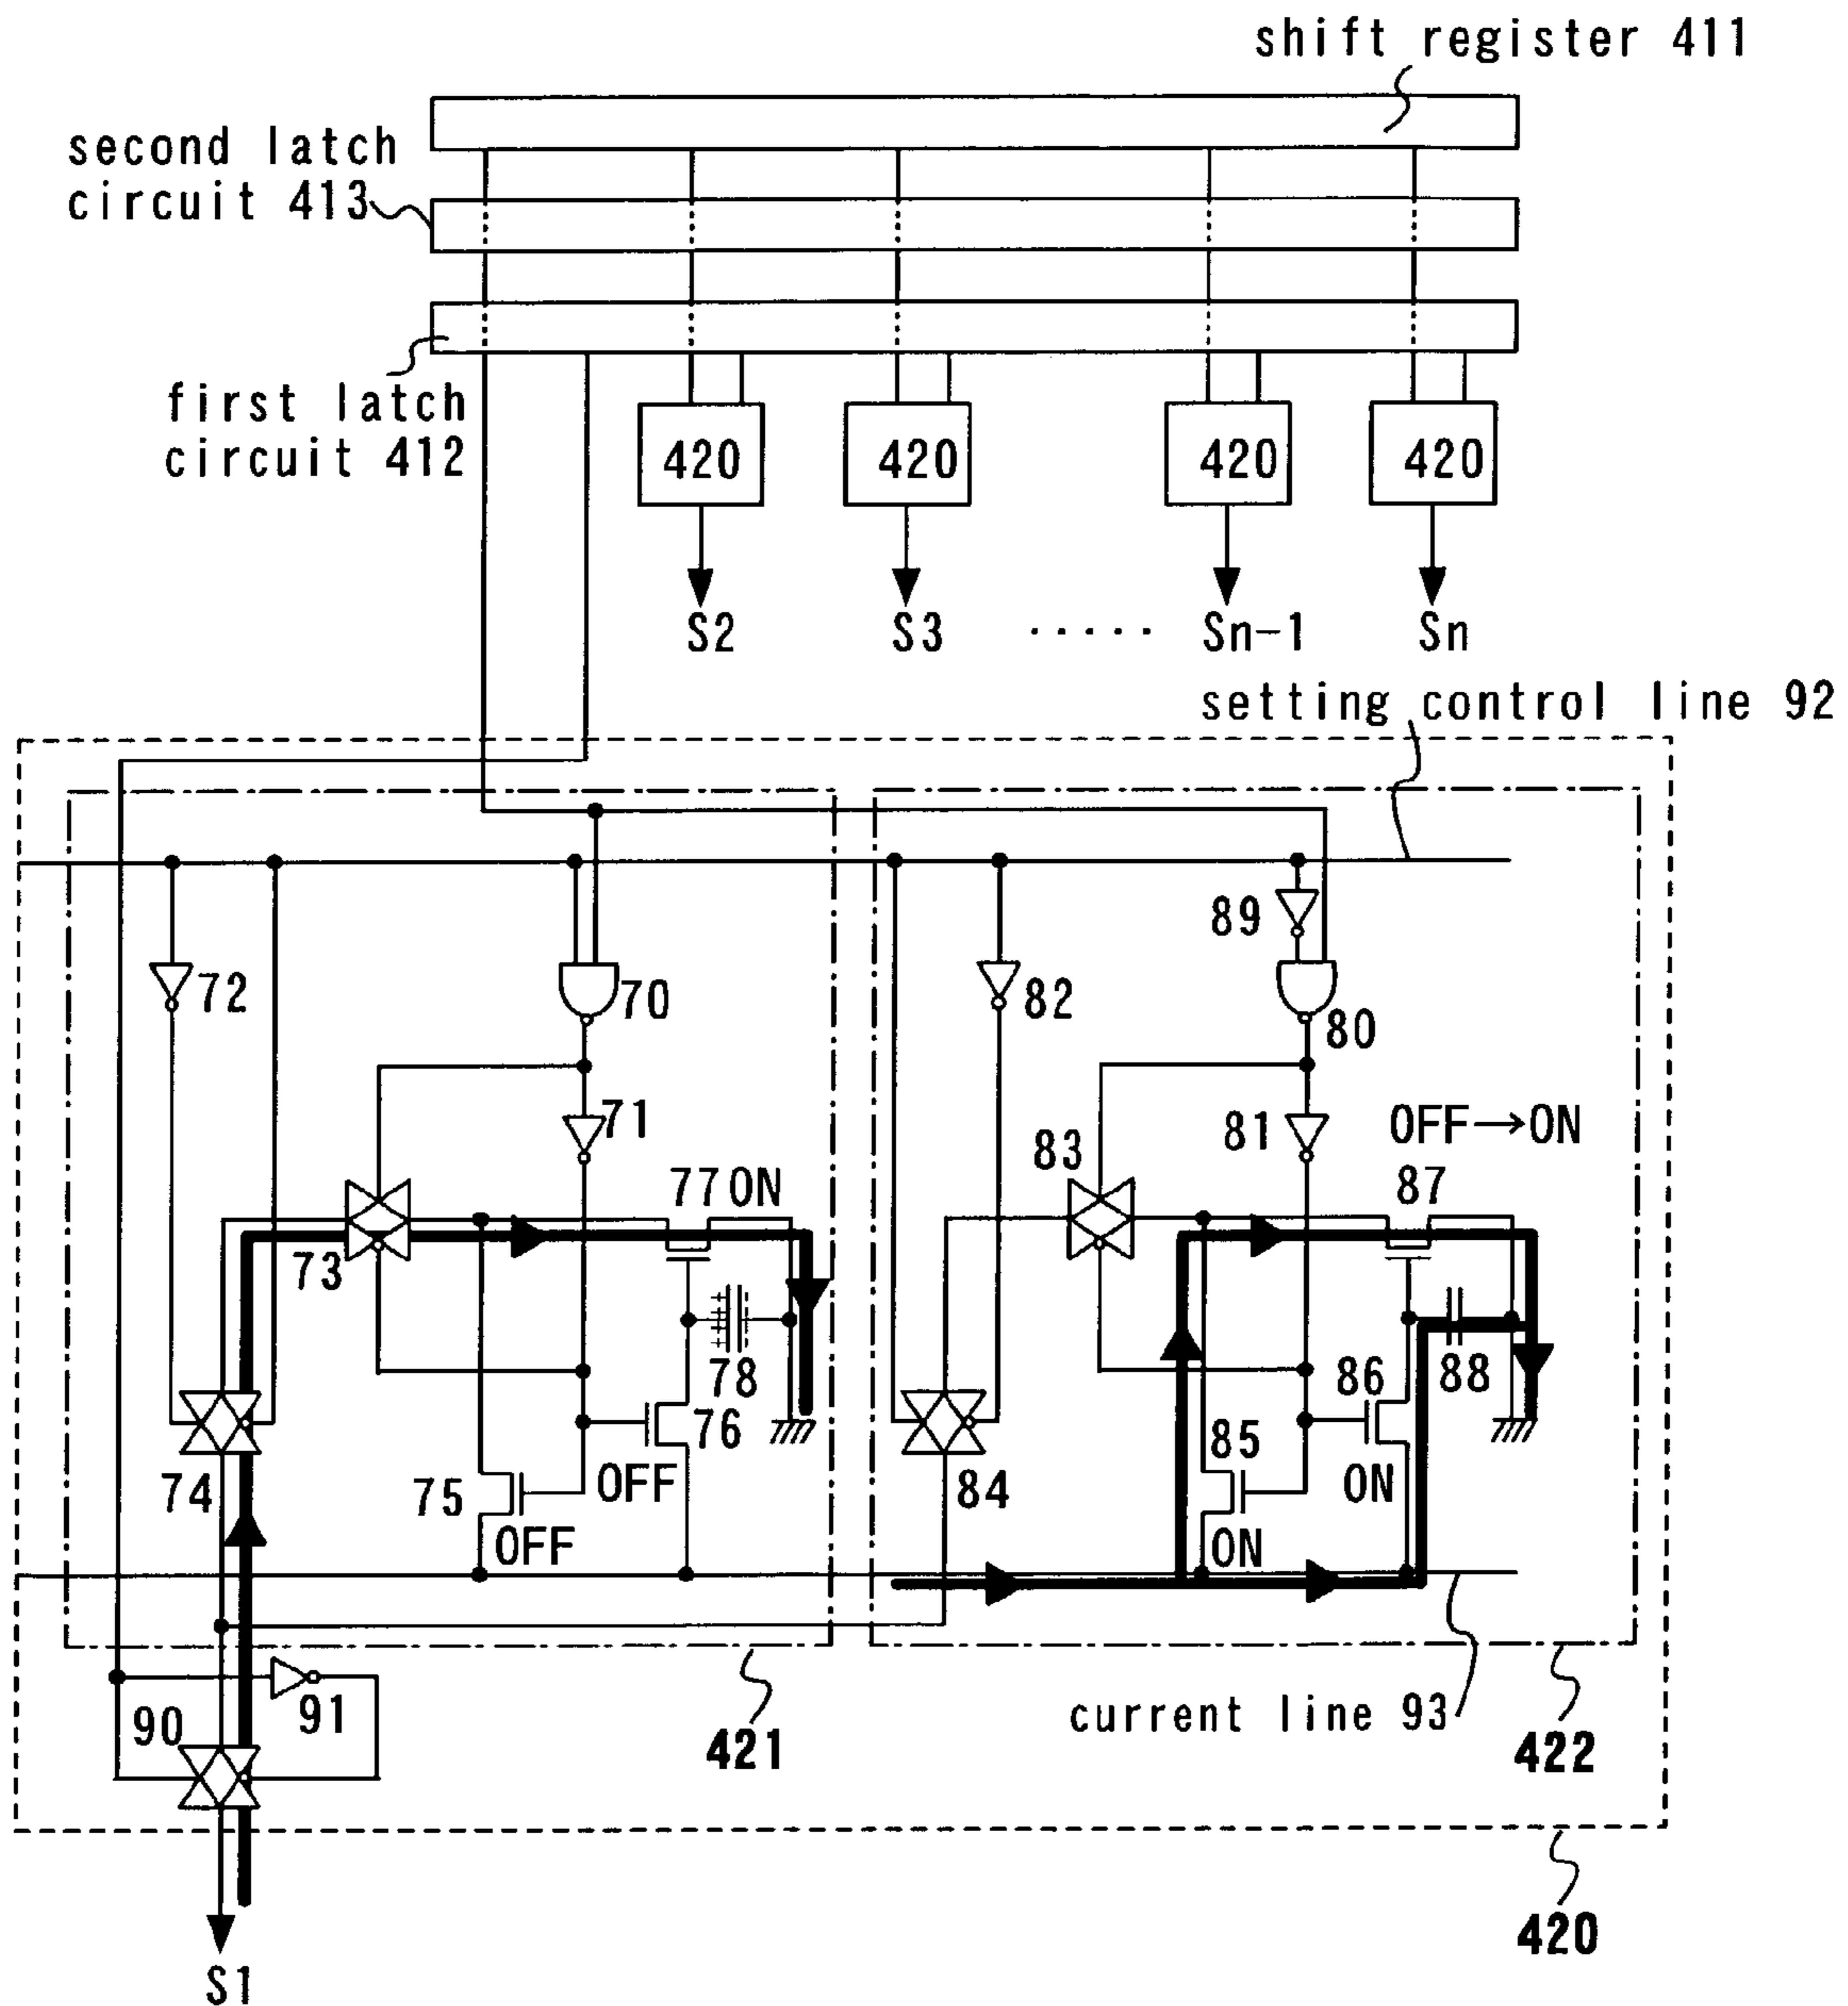 shift register 411
second latch
circuit 413
first latch
circuit 412
420
420
420
420
S2
S3
·····
Sn-1
Sn
setting control line 92
89
72
70
82
80
71
81
OFF→ON
83
77 ON
87
73
78
86
88
76
85
74
75
OFF
84
ON
OFF
ON
90
91
421
current line 93
422
420
S1